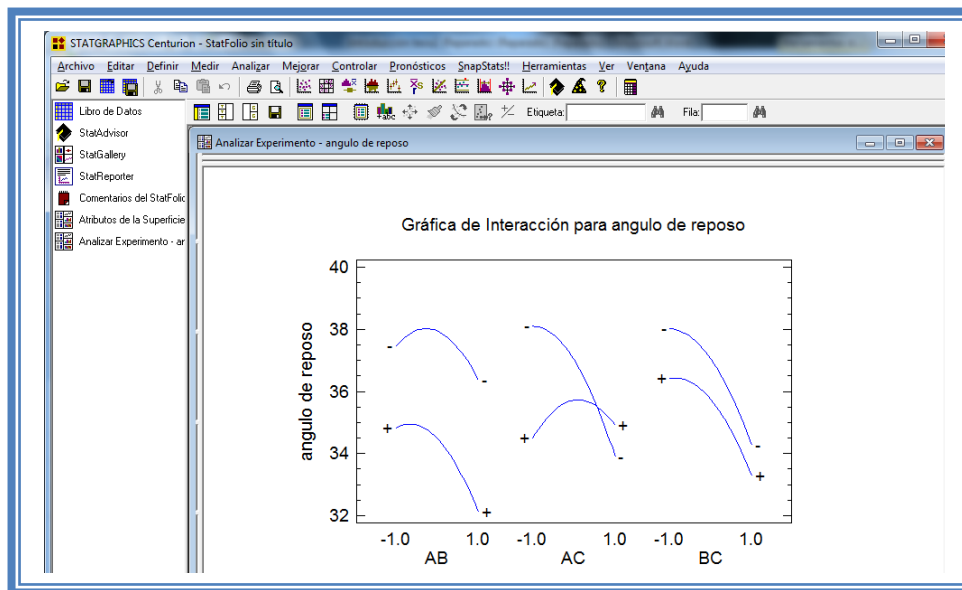 STATGRAPHICS Centurion - StatFolio sin título
Archivo Editar Definir Medir Analizar Mejorar Controlar Pronósticos SnapStats!! Herramientas Ver Ventana Ayuda
Libro de Datos
StatAdvisor
StatGallery
StatReporter
Comentarios del StatFolio
Atributos de la Superficie
Analizar Experimento - ar
+abc
Etiqueta:
Fila:
Analizar Experimento - angulo de reposo
Gráfica de Interacción para angulo de reposo
angulo de reposo
40
38
36
34
32
- - + +
- + + -
- + - +
-1.0 1.0 -1.0 1.0 -1.0 1.0
AB AC BC